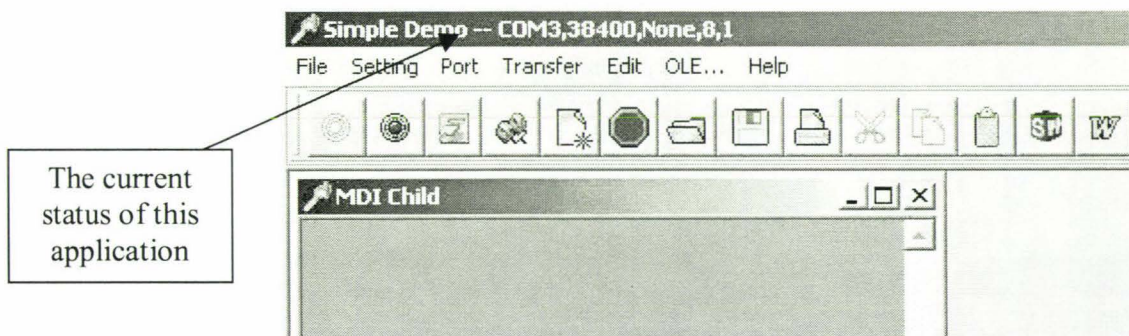 Simple Demo -- COM3,38400,None,8,1
File Setting Port Transfer Edit OLE... Help
SW W
MDI Child
The current
status of this
application